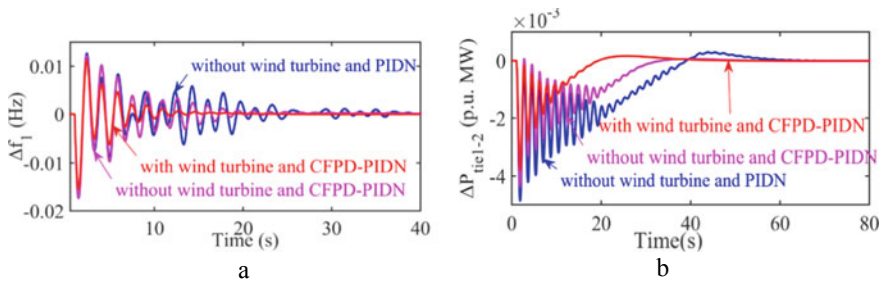 0.01
0
-0.01
-0.02
Δf1 (Hz)
without wind turbine and PIDN
with wind turbine and CFPD-PIDN
without wind turbine and CFPD-PIDN
10 20 30 40
Time (s)
a
×10⁻⁵
0
-2
-4
ΔPtie1-2 (p.u. MW)
with wind turbine and CFPD-PIDN
without wind turbine and CFPD-PIDN
without wind turbine and PIDN
0 20 40 60 80
Time(s)
b